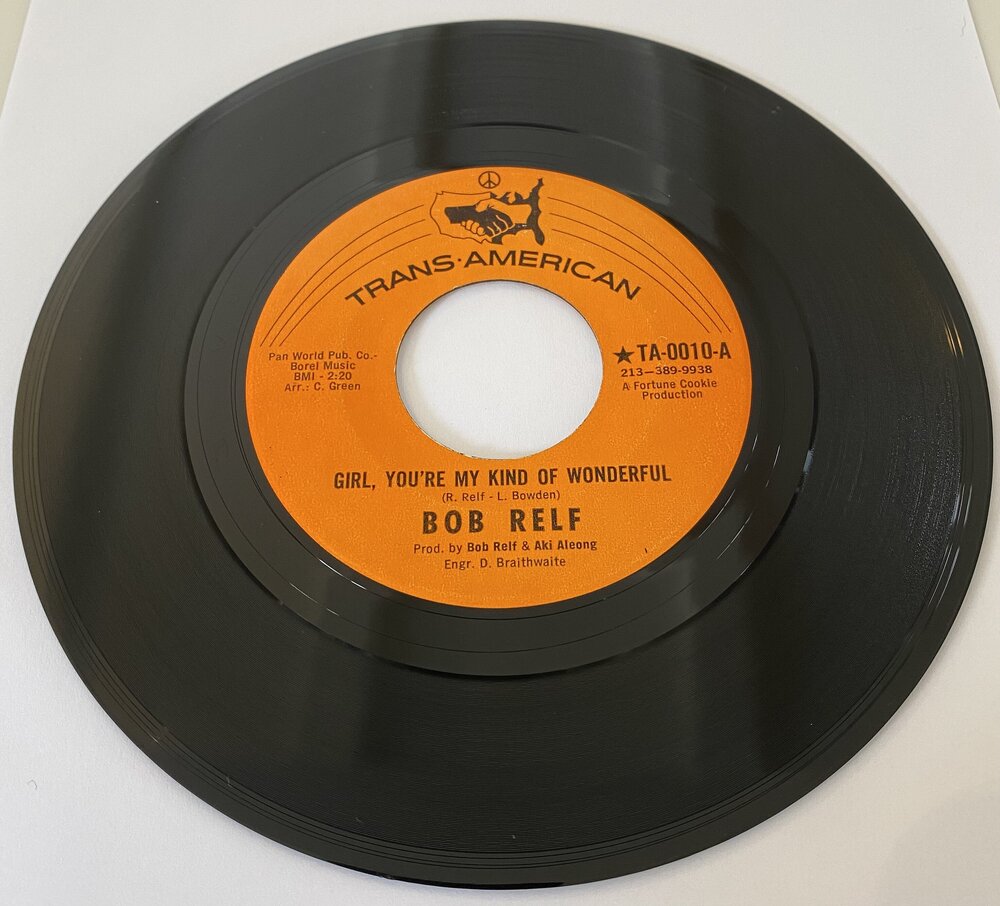 TRANS·AMERICAN
Pan World Pub. Co.-
Borel Music
BMI - 2:20
Arr.: C. Green
★TA-0010-A
213—389-9938
A Fortune Cookie
Production
GIRL, YOU'RE MY KIND OF WONDERFUL
(R. Relf - L. Bowden)
BOB RELF
Prod. by Bob Relf & Aki Aleong
Engr. D. Braithwaite